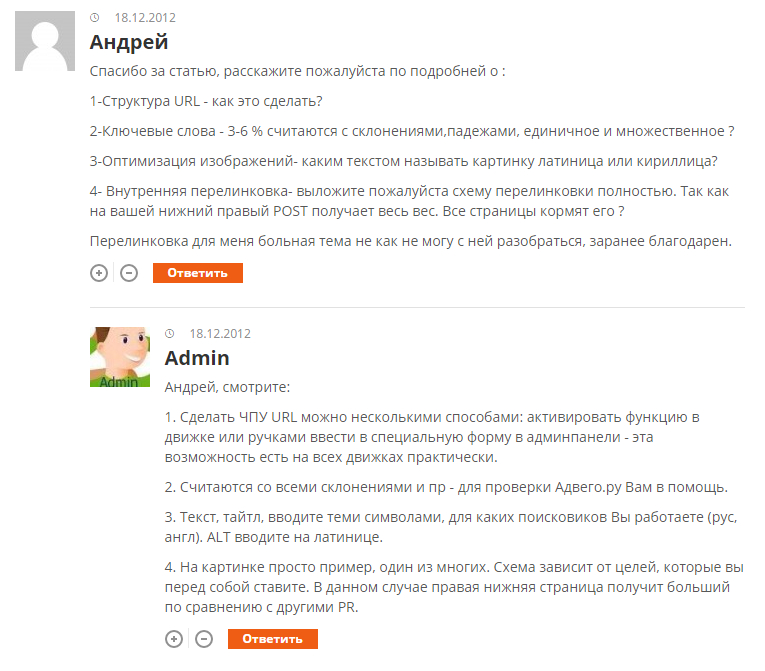 18.12.2012
Андрей
Спасибо за статью, расскажите пожалуйста по подробней о :
1-Структура URL - как это сделать?
2-Ключевые слова - 3-6 % считаются с склонениями,падежами, единичное и множественное ?
3-Оптимизация изображений- каким текстом называть картинку латиница или кириллица?
4- Внутренняя перелинковка- выложите пожалуйста схему перелинковки полностью. Так как
на вашей нижний правый POST получает весь вес. Все страницы кормят его ?
Перелинковка для меня больная тема не как не могу с ней разобраться, заранее благодарен.
Ответить
18.12.2012
Admin
Admin
Андрей, смотрите:
1. Сделать ЧПУ URL можно несколькими способами: активировать функцию в
движке или ручками ввести в специальную форму в админпанели - эта
возможность есть на всех движках практически.
2. Считаются со всеми склонениями и пр - для проверки Адвего.ру Вам в помощь.
3. Текст, тайтл, вводите теми символами, для каких поисковиков Вы работаете (рус,
англ). ALT вводите на латинице.
4. На картинке просто пример, один из многих. Схема зависит от целей, которые вы
перед собой ставите. В данном случае правая нижняя страница получит больший
по сравнению с другими PR.
Ответить